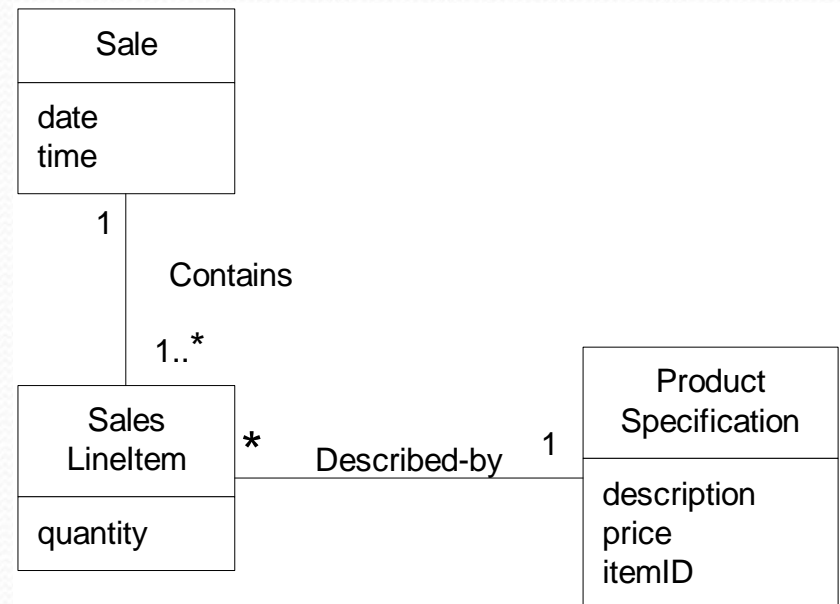 Sale
date
time
1
Contains
1..*
Sales
LineItem
quantity
*
Described-by
1
Product
Specification
description
price
itemID